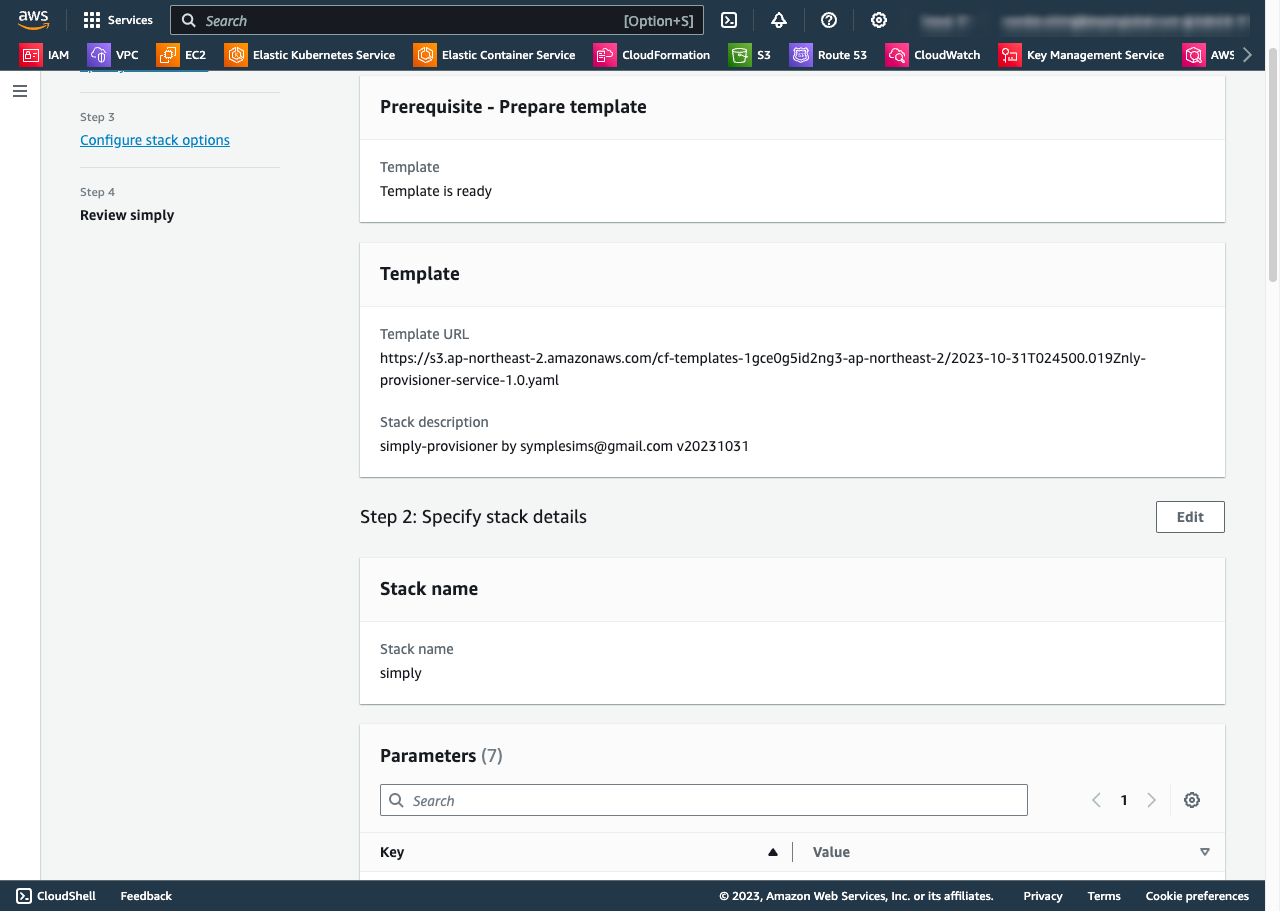 aws
Services
Search
[Option+S]
IAM
VPC
EC2
Elastic Kubernetes Service
Elastic Container Service
CloudFormation
S3
Route 53
CloudWatch
Key Management Service
AWS
Step 3
Configure stack options
Step 4
Review simply
Prerequisite - Prepare template
Template
Template is ready
Template
Template URL
https://s3.ap-northeast-2.amazonaws.com/cf-templates-1gce0g5id2ng3-ap-northeast-2/2023-10-31T024500.019Znly-
provisioner-service-1.0.yaml
Stack description
simply-provisioner by symplesims@gmail.com v20231031
Step 2: Specify stack details
Edit
Stack name
Stack name
simply
Parameters (7)
Search
1
Key
Value
CloudShell
Feedback
© 2023, Amazon Web Services, Inc. or its affiliates.
Privacy
Terms
Cookie preferences